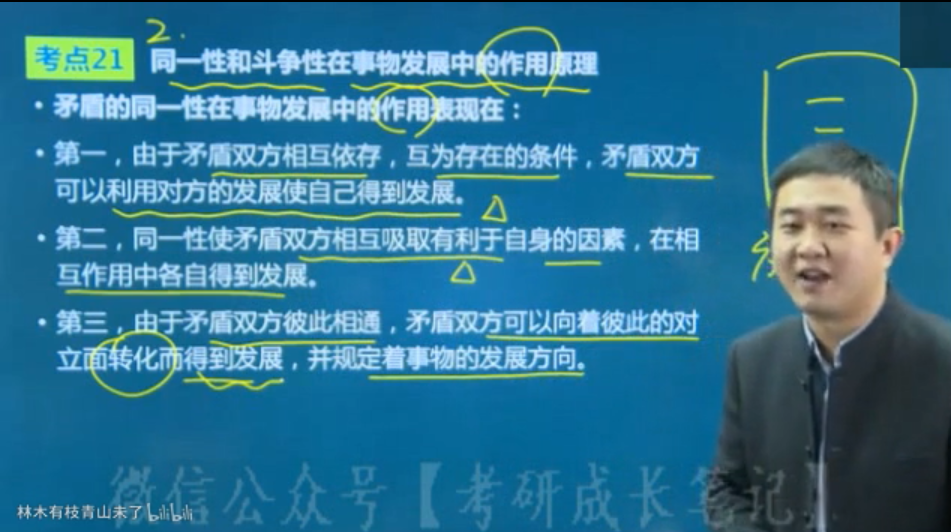 2.
考点21 同一性和斗争性在事物发展中的作用原理
• 矛盾的同一性在事物发展中的作用表现在：
• 第一，由于矛盾双方相互依存，互为存在的条件，矛盾双方
可以利用对方的发展使自己得到发展。
• 第二，同一性使矛盾双方相互吸取有利于自身的因素，在相
互作用中各自得到发展。
• 第三，由于矛盾双方彼此相通，矛盾双方可以向着彼此的对
立面转化而得到发展，并规定着事物的发展方向。
微信公众号【考研成长笔记】
林木有枝青山未了 bilibili